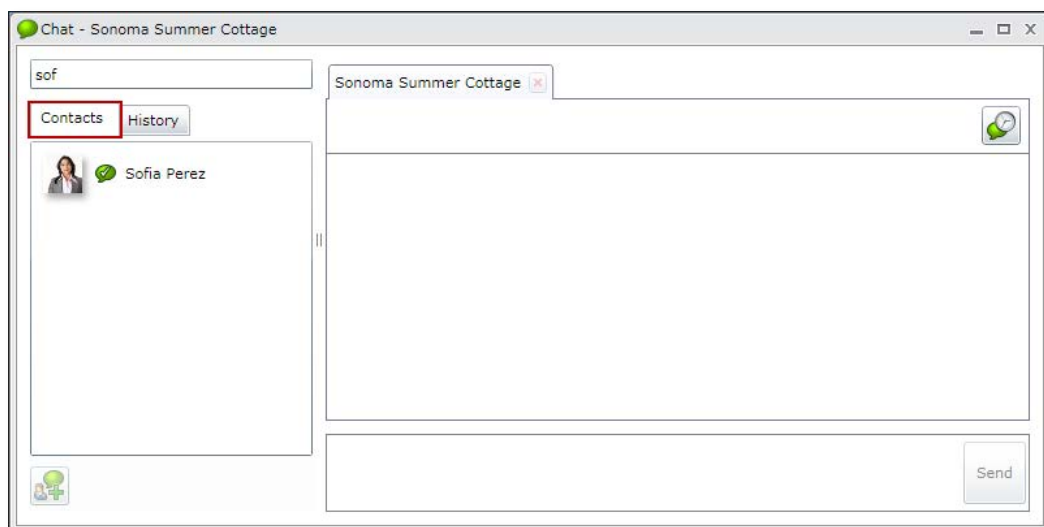 Chat - Sonoma Summer Cottage
sof
Contacts
History
Sofia Perez
Sonoma Summer Cottage
Send